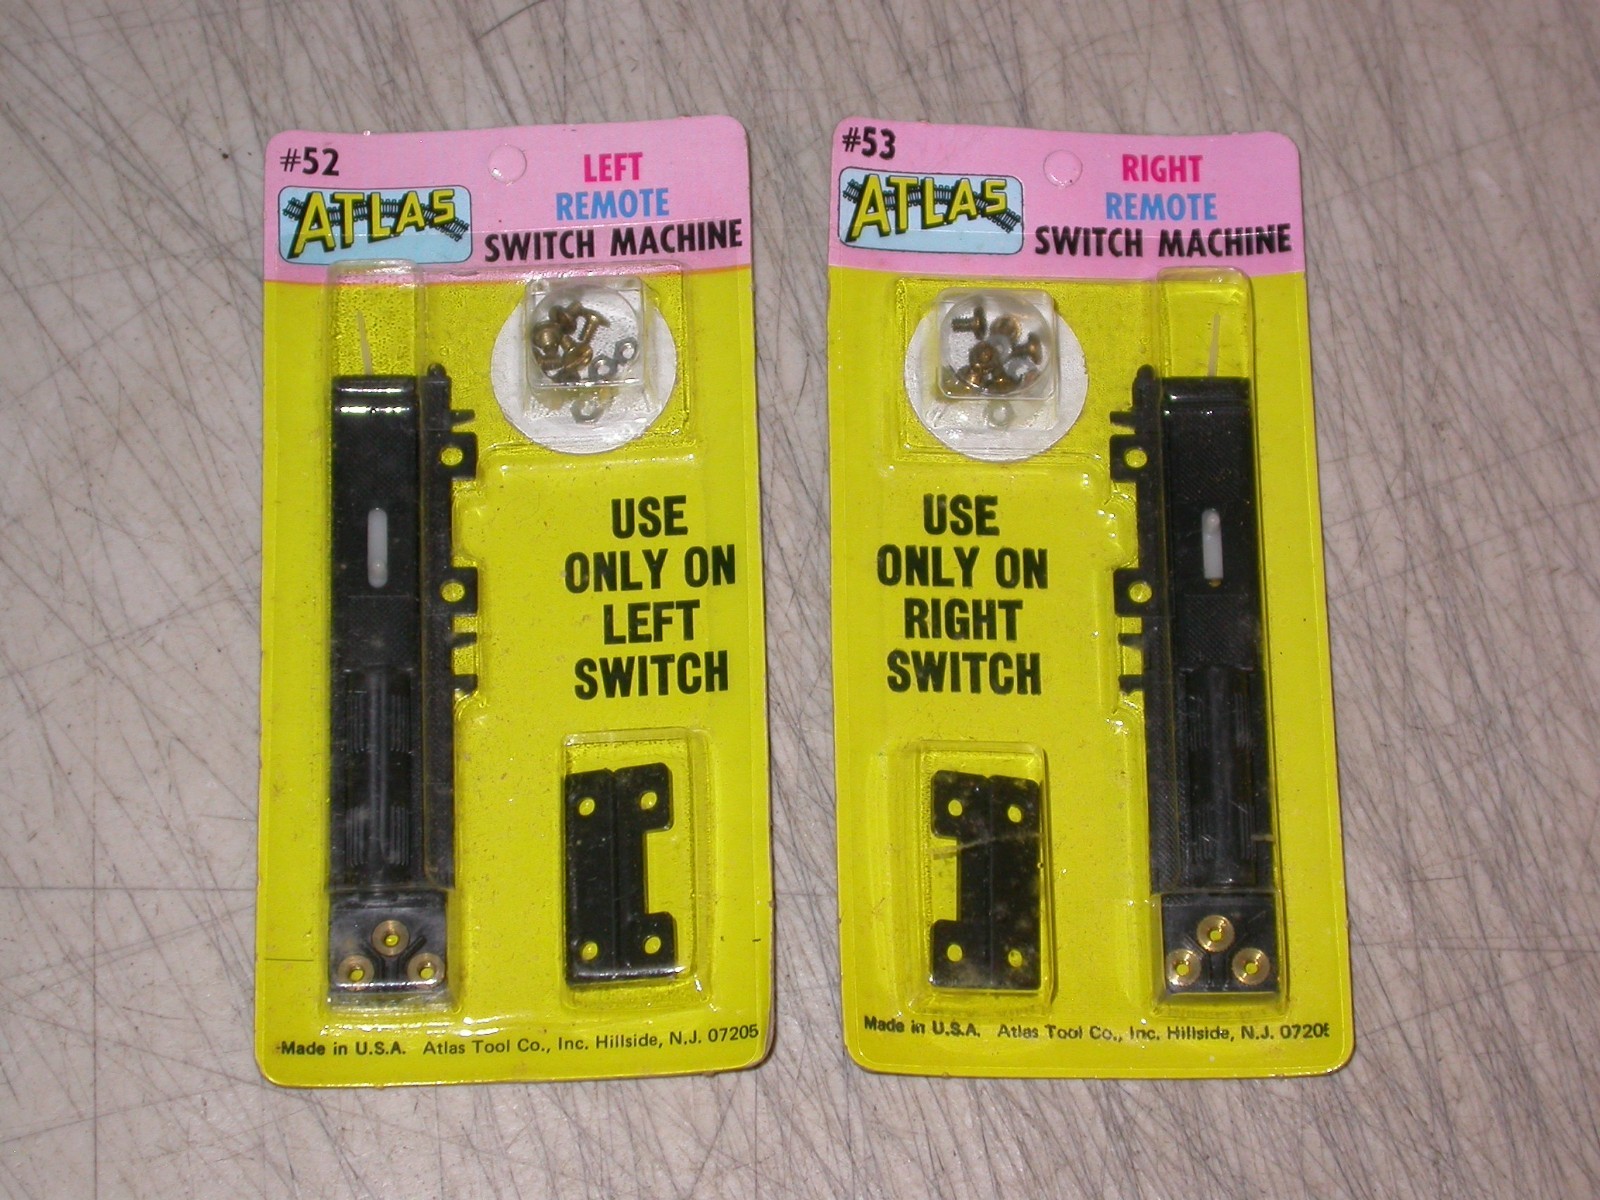 #52
ATLAS
LEFT
REMOTE
SWITCH MACHINE
USE
ONLY ON
LEFT
SWITCH
Made in U.S.A. Atlas Tool Co., Inc. Hillside, N.J. 07205
#53
ATLAS
RIGHT
REMOTE
SWITCH MACHINE
USE
ONLY ON
RIGHT
SWITCH
Made in U.S.A. Atlas Tool Co., Inc. Hillside, N.J. 07205